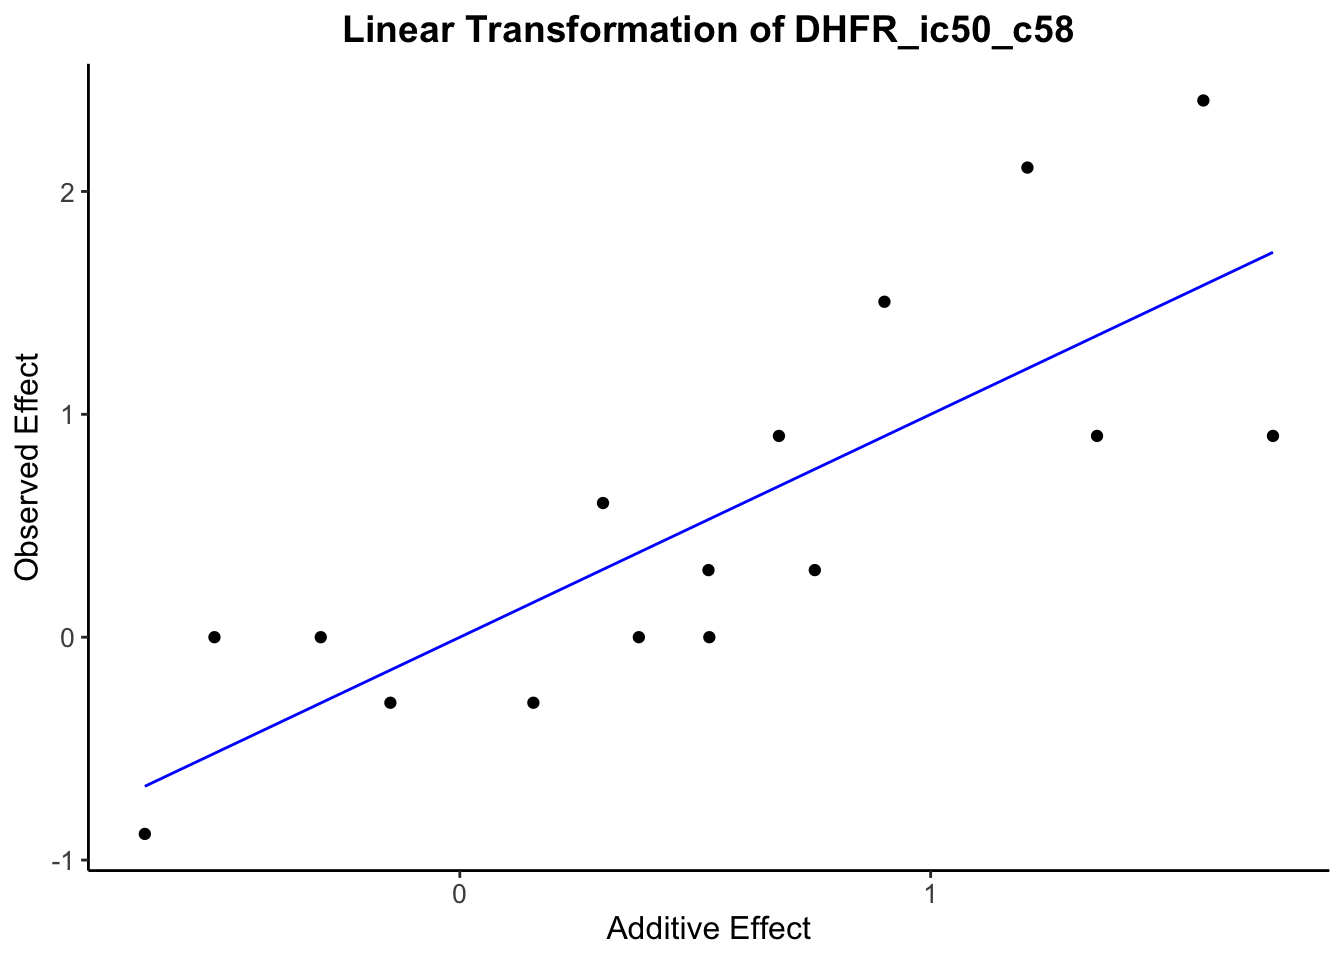 Linear Transformation of DHFR_ic50_c58
Observed Effect
2
1
0
-1
0 1
Additive Effect